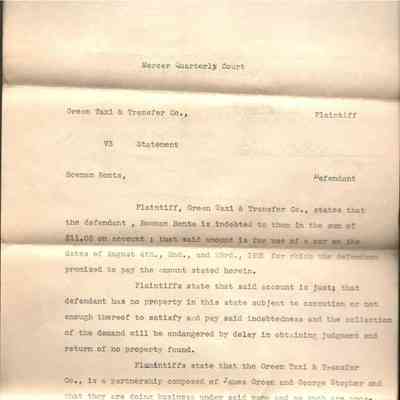 Mercer Quarterly Court
Green Taxi & Transfer Co., Plaintiff
VS Statement
Bowman Bente, Defendant
Plaintiff, Green Taxi & Transfer Co., states that
the defendant , Bowman Bente is indebted to them in the sum of
$11.00 on account ; that said amount is for use of a car on the
dates of August 4th., 2nd., and 23rd., for which the defendant
promised to pay the amount stated herein.
Plaintiffs state that said account is just; that
defendant has no property in this state subject to execution or not
enough thereof to satisfy and pay said indebtedness and the collection
of the demand will be endangered by delay in obtaining judgment and
return of no property found.
Plaintiffs state that the Green Taxi & Transfer
Co., is a partnership composed of James Green and George Stopher and
that they are doing business under said name and as such are